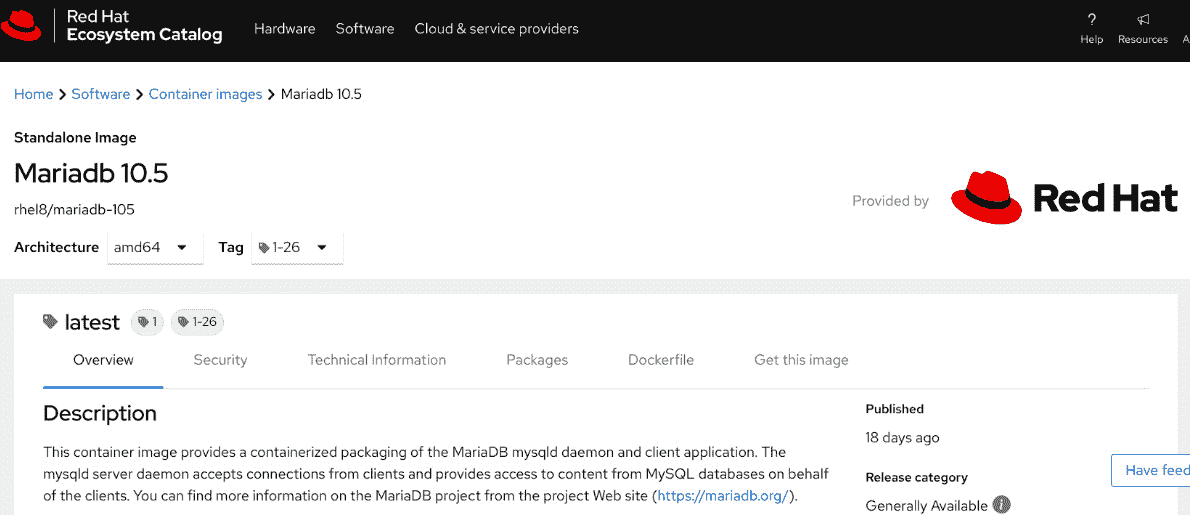 Red Hat
Ecosystem Catalog
Hardware Software Cloud & service providers
? Help Resources A
Home Software Container images Mariadb 10.5
Standalone Image
Mariadb 10.5
rhel8/mariadb-105
Provided by Red Hat
Architecture amd64 Tag 1-26
latest 1 1-26
Overview Security Technical Information Packages Dockerfile Get this image
Description
This container image provides a containerized packaging of the MariaDB mysqld daemon and client application. The
mysqld server daemon accepts connections from clients and provides access to content from MySQL databases on behalf
of the clients. You can find more information on the MariaDB project from the project Web site (https://mariadb.org/).
Published
18 days ago
Release category
Generally Available
Have feed